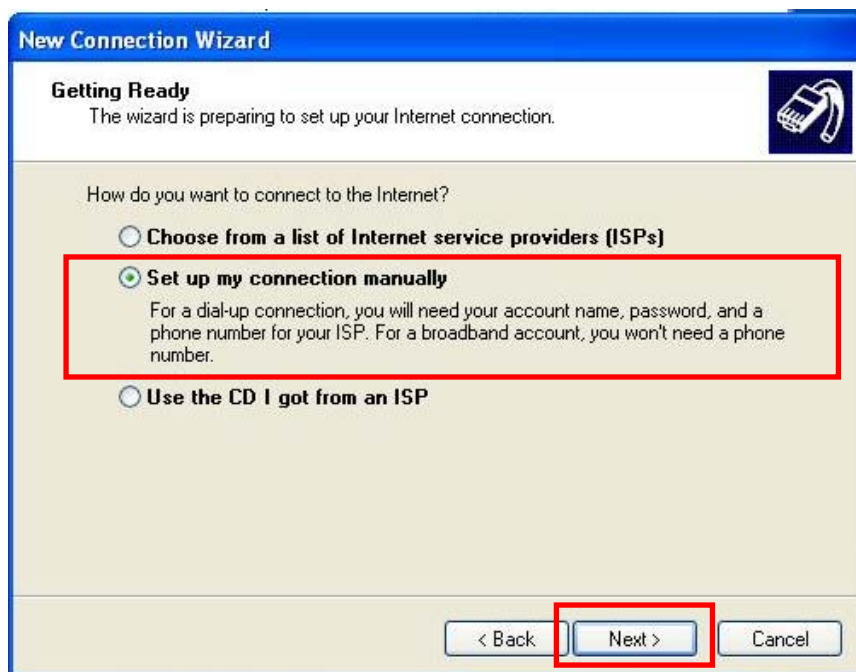 New Connection Wizard
Getting Ready
The wizard is preparing to set up your Internet connection.
How do you want to connect to the Internet?
Choose from a list of Internet service providers (ISPs)
Set up my connection manually
For a dial-up connection, you will need your account name, password, and a
phone number for your ISP. For a broadband account, you won't need a phone
number.
Use the CD I got from an ISP
< Back Next > Cancel